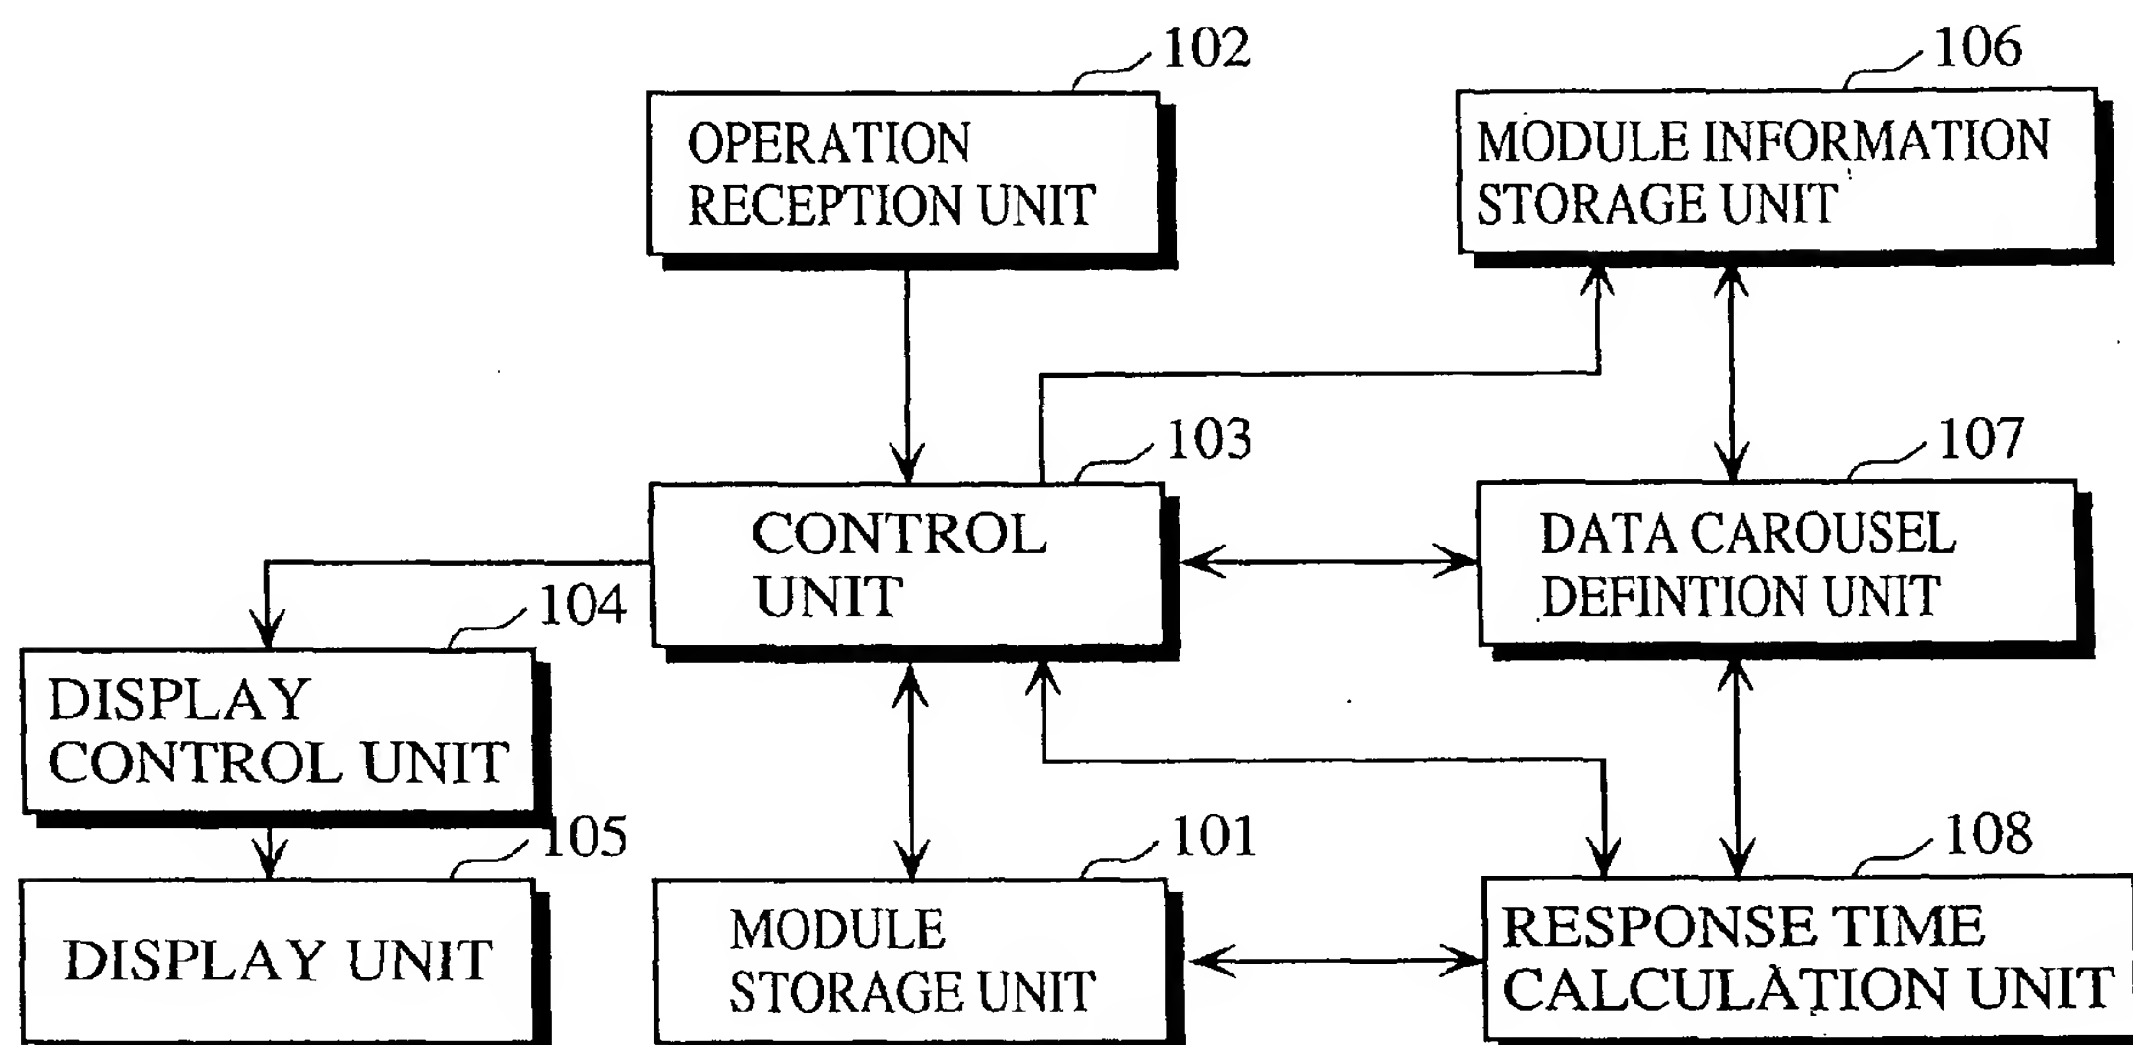 102
OPERATION
RECEPTION UNIT
106
MODULE INFORMATION
STORAGE UNIT
103
CONTROL
UNIT
107
DATA CAROUSEL
DEFINTION UNIT
104
DISPLAY
CONTROL UNIT
105
DISPLAY UNIT
101
MODULE
STORAGE UNIT
108
RESPONSE TIME
CALCULATION UNIT